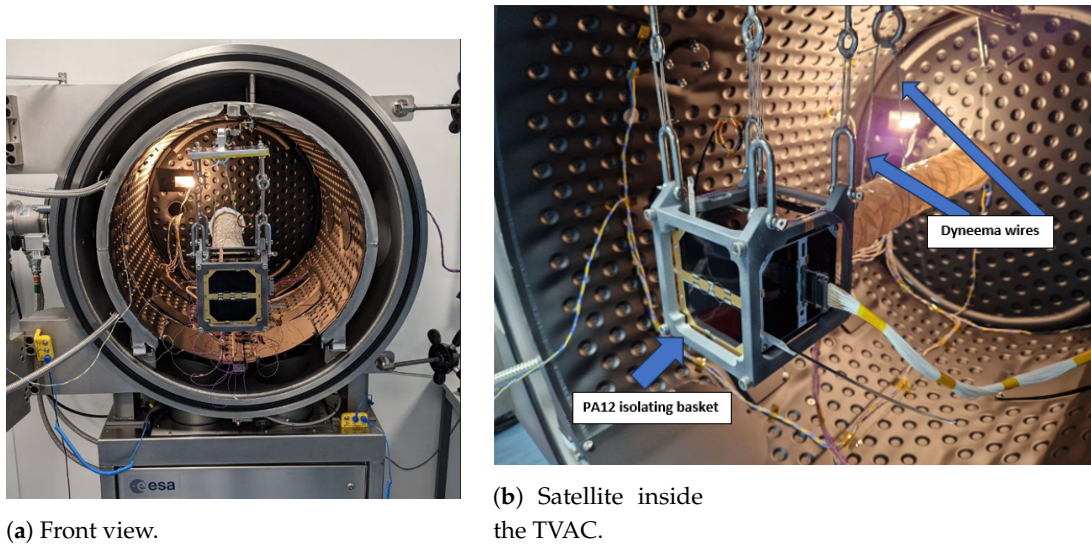 esa
Dyneema wires
PA12 isolating basket
(a) Front view.
(b) Satellite inside
the TVAC.